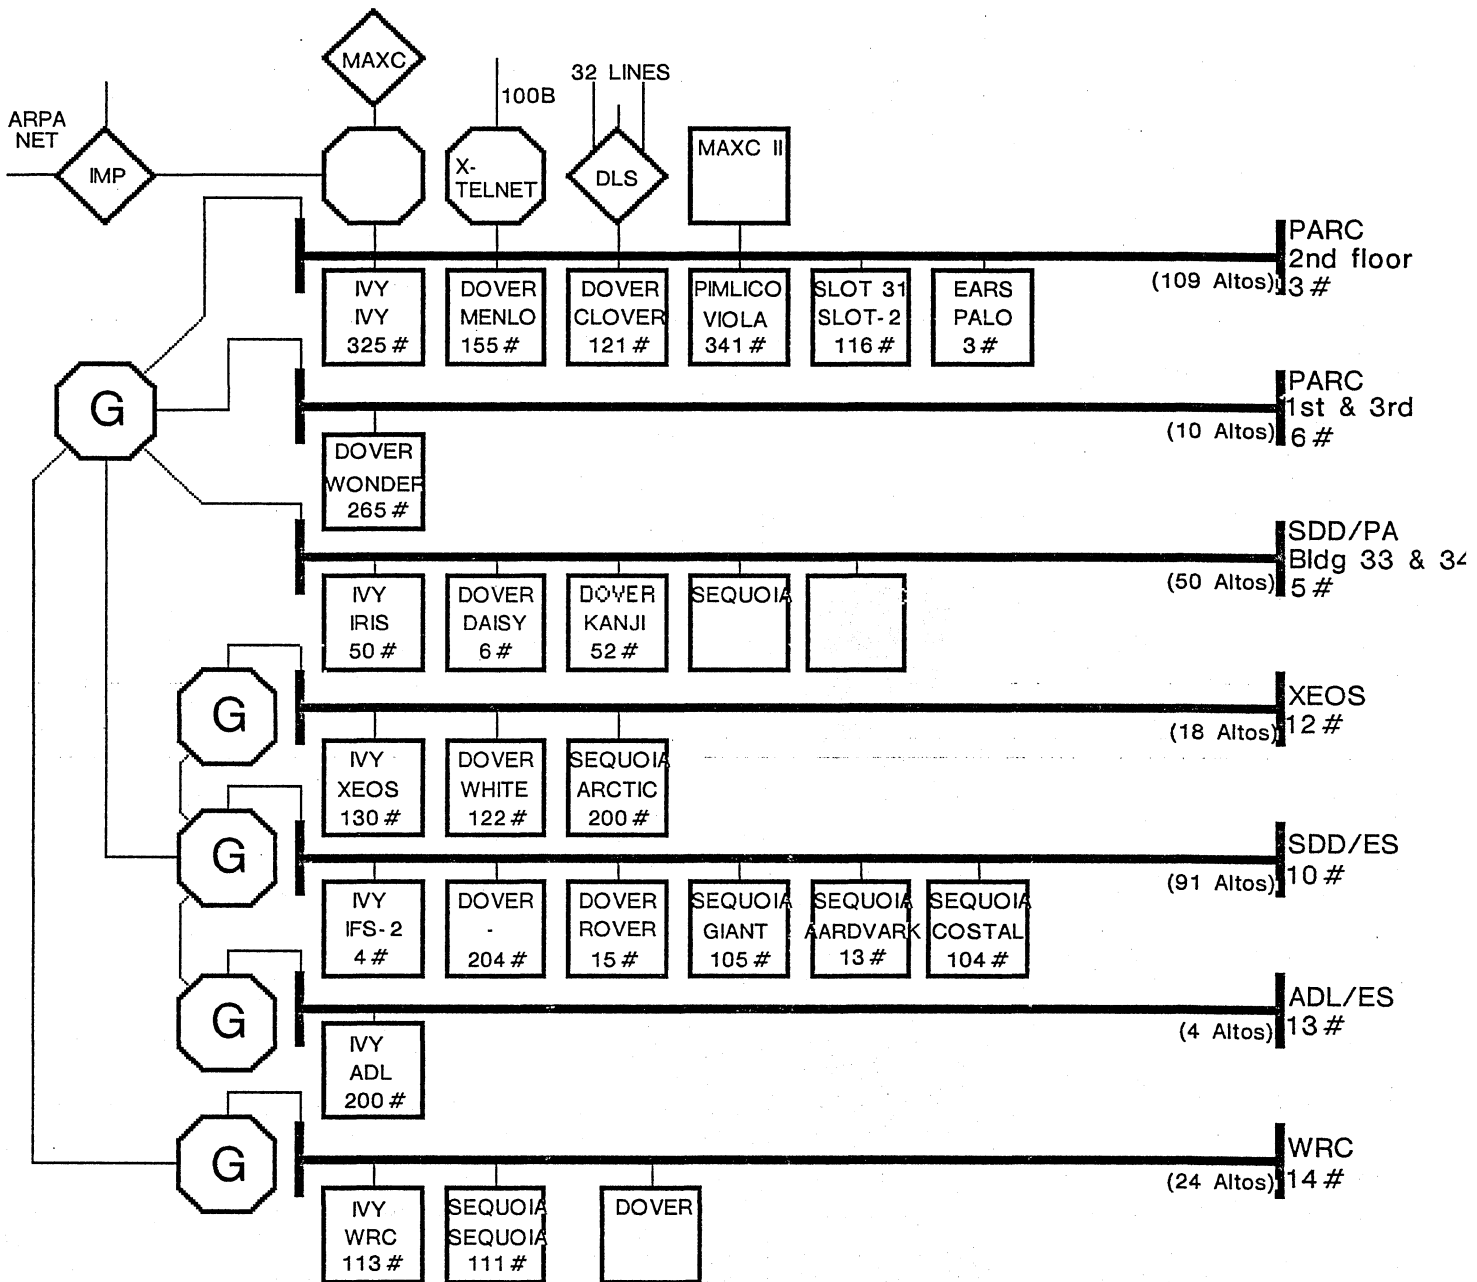 MAXC
32 LINES
100B
ARPA
NET
IMP
X-
TELNET
DLS
MAXC II
PARC
2nd floor
3#
(109 Altos)
IVY
IVY
325#
DOVER
MENLO
155#
DOVER
CLOVER
121#
PIMLICO
VIOLA
341#
SLOT 31
SLOT-2
116#
EARS
PALO
3#
G
PARC
1st & 3rd
6#
(10 Altos)
DOVER
WONDER
265#
SDD/PA
Bldg 33 & 34
5#
(50 Altos)
IVY
IRIS
50#
DOVER
DAISY
6#
DOVER
KANJI
52#
SEQUOIA
G
XEOS
12#
(18 Altos)
IVY
XEOS
130#
DOVER
WHITE
122#
SEQUOIA
ARCTIC
200#
G
SDD/ES
10#
(91 Altos)
IVY
IFS-2
4#
DOVER
-
204#
DOVER
ROVER
15#
SEQUOIA
GIANT
105#
SEQUOIA
AARDVARK
13#
SEQUOIA
COSTAL
104#
G
ADL/ES
13#
(4 Altos)
IVY
ADL
200#
G
WRC
14#
(24 Altos)
IVY
WRC
113#
SEQUOIA
SEQUOIA
111#
DOVER